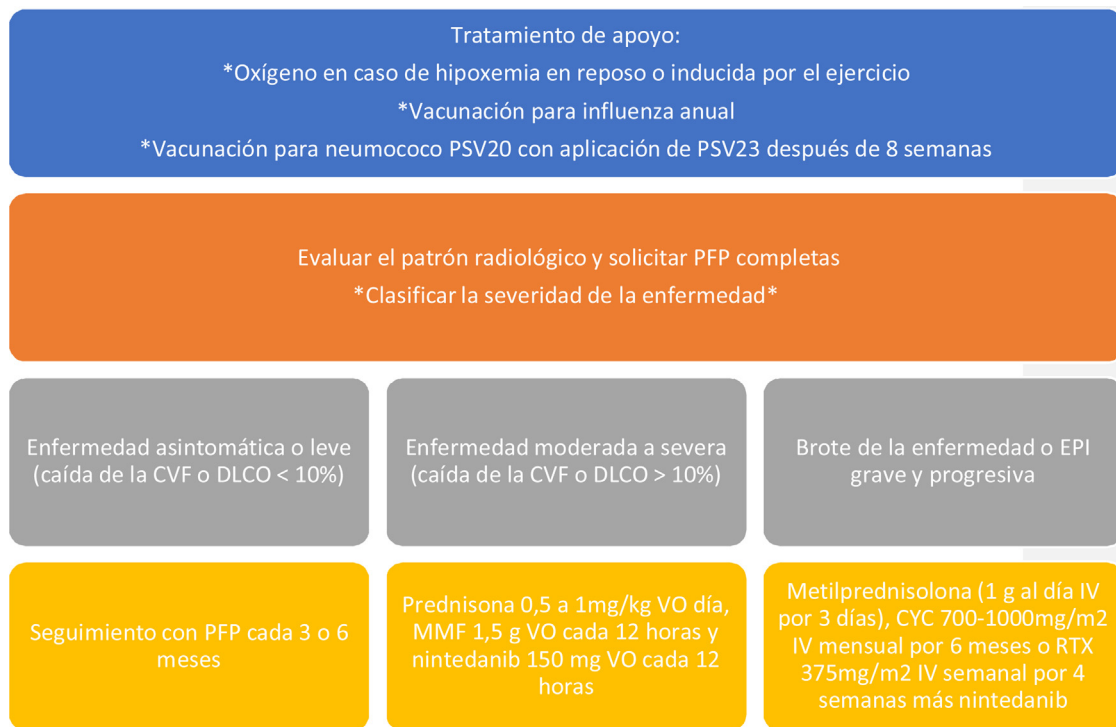 Tratamiento de apoyo:
*Oxígeno en caso de hipoxemia en reposo o inducida por el ejercicio
*Vacunación para influenza anual
*Vacunación para neumococo PSV20 con aplicación de PSV23 después de 8 semanas
Evaluar el patrón radiológico y solicitar PFP completas
*Clasificar la severidad de la enfermedad*
Enfermedad asintomática o leve
(caída de la CVF o DLCO < 10%)
Enfermedad moderada a severa
(caída de la CVF o DLCO > 10%)
Brote de la enfermedad o EPI
grave y progresiva
Seguimiento con PFP cada 3 o 6
meses
Prednisona 0,5 a 1mg/kg VO día,
MMF 1,5 g VO cada 12 horas y
nintedanib 150 mg VO cada 12
horas
Metilprednisolona (1 g al día IV
por 3 días), CYC 700-1000mg/m2
IV mensual por 6 meses o RTX
375mg/m2 IV semanal por 4
semanas más nintedanib